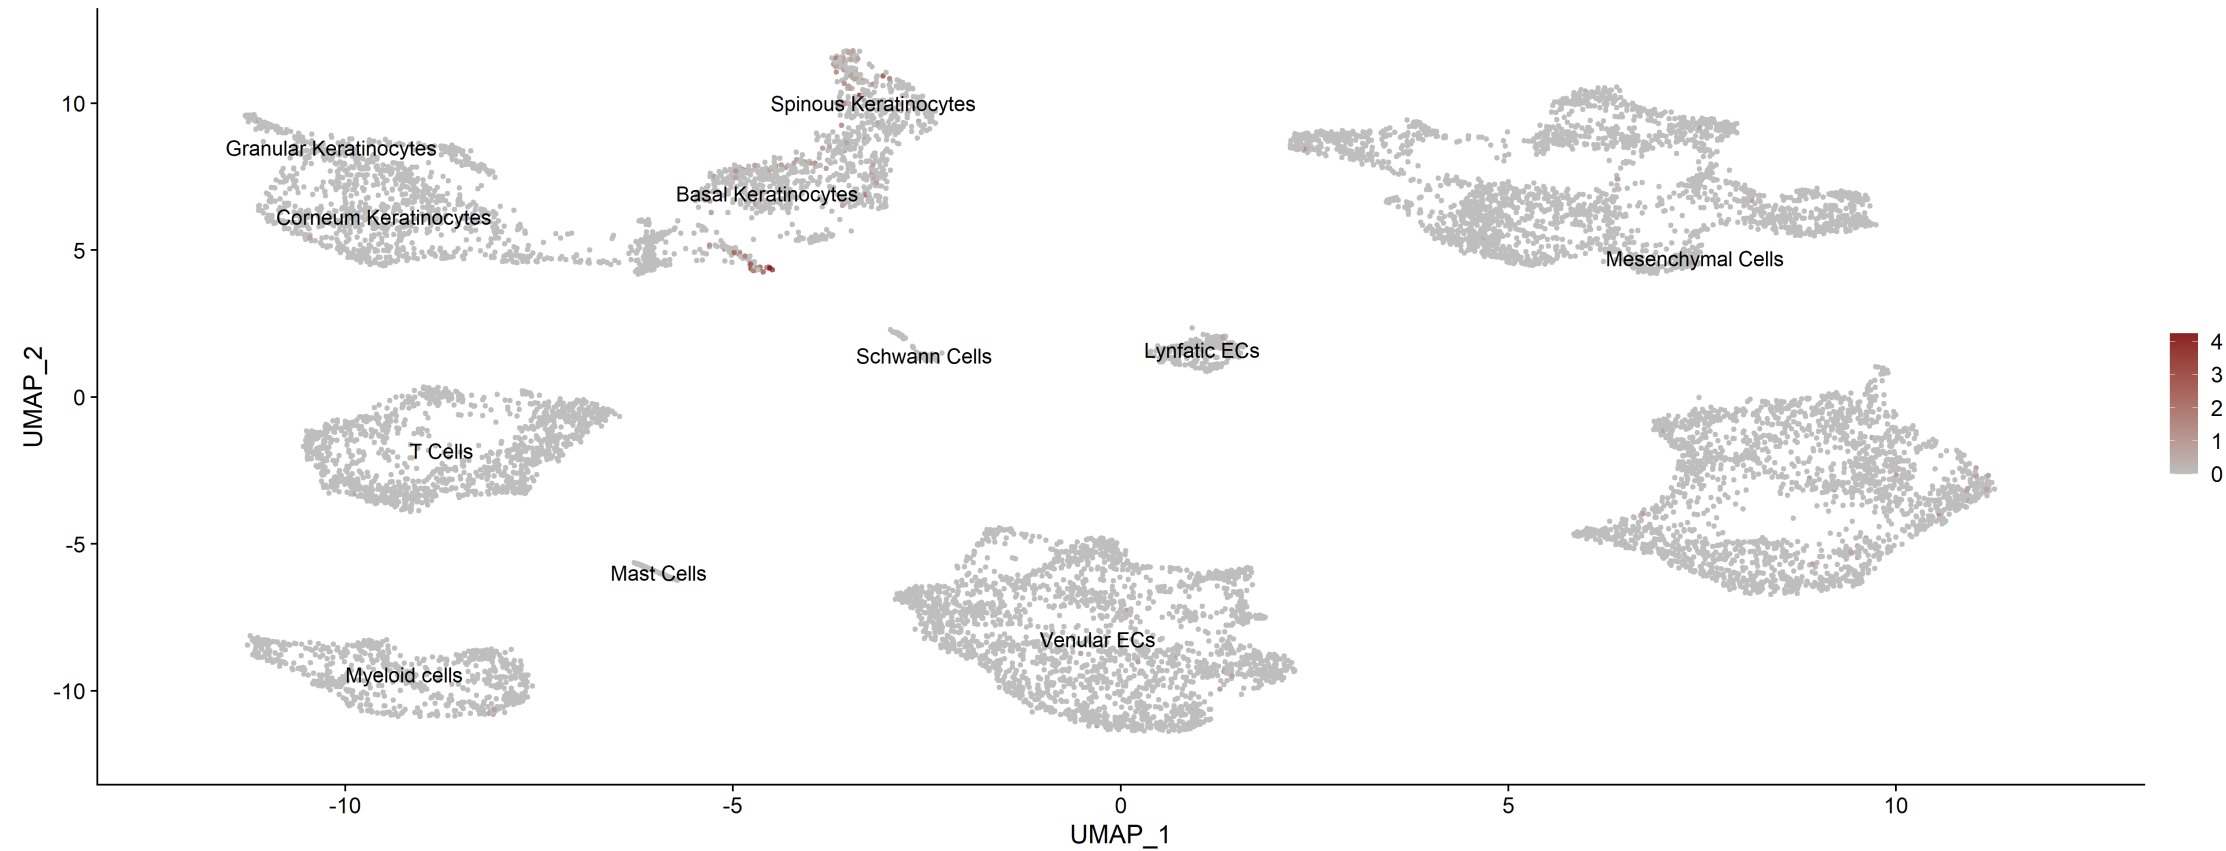 Spinous Keratinocytes
Granular Keratinocytes
Basal Keratinocytes
Corneum Keratinocytes
Mesenchymal Cells
Schwann Cells
Lynfatic ECs
T Cells
Mast Cells
Venular ECs
Myeloid cells
10
5
0
-5
-10
UMAP_2
-10
-5
0
5
10
UMAP_1
4
3
2
1
0